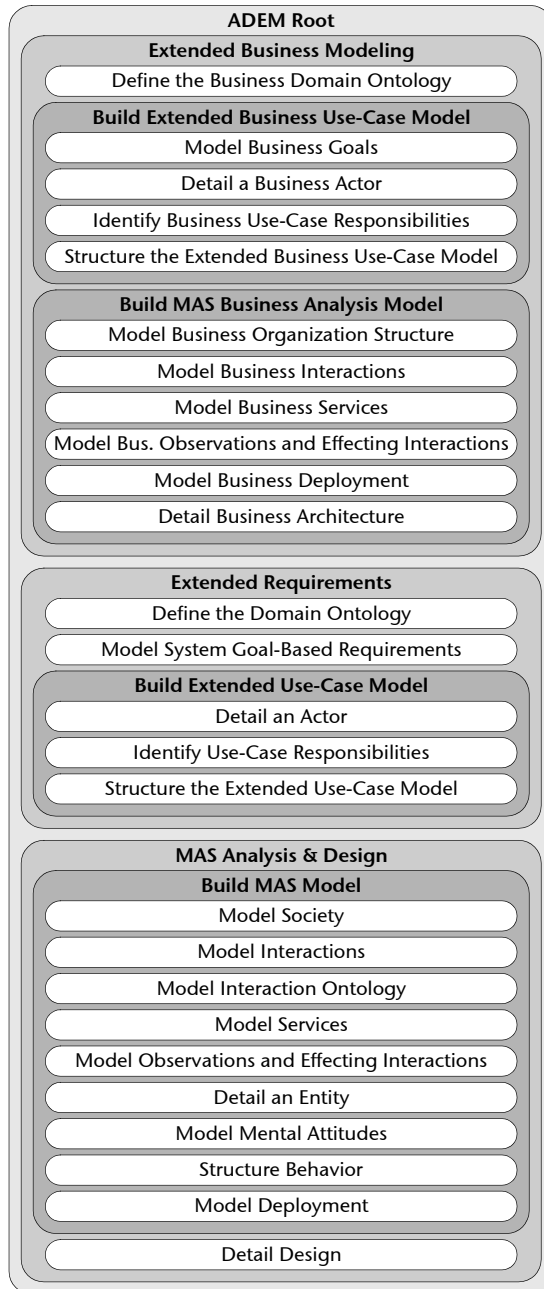 ADEM Root
Extended Business Modeling
Define the Business Domain Ontology
Build Extended Business Use-Case Model
Model Business Goals
Detail a Business Actor
Identify Business Use-Case Responsibilities
Structure the Extended Business Use-Case Model
Build MAS Business Analysis Model
Model Business Organization Structure
Model Business Interactions
Model Business Services
Model Bus. Observations and Effecting Interactions
Model Business Deployment
Detail Business Architecture
Extended Requirements
Define the Domain Ontology
Model System Goal-Based Requirements
Build Extended Use-Case Model
Detail an Actor
Identify Use-Case Responsibilities
Structure the Extended Use-Case Model
MAS Analysis & Design
Build MAS Model
Model Society
Model Interactions
Model Interaction Ontology
Model Services
Model Observations and Effecting Interactions
Detail an Entity
Model Mental Attitudes
Structure Behavior
Model Deployment
Detail Design